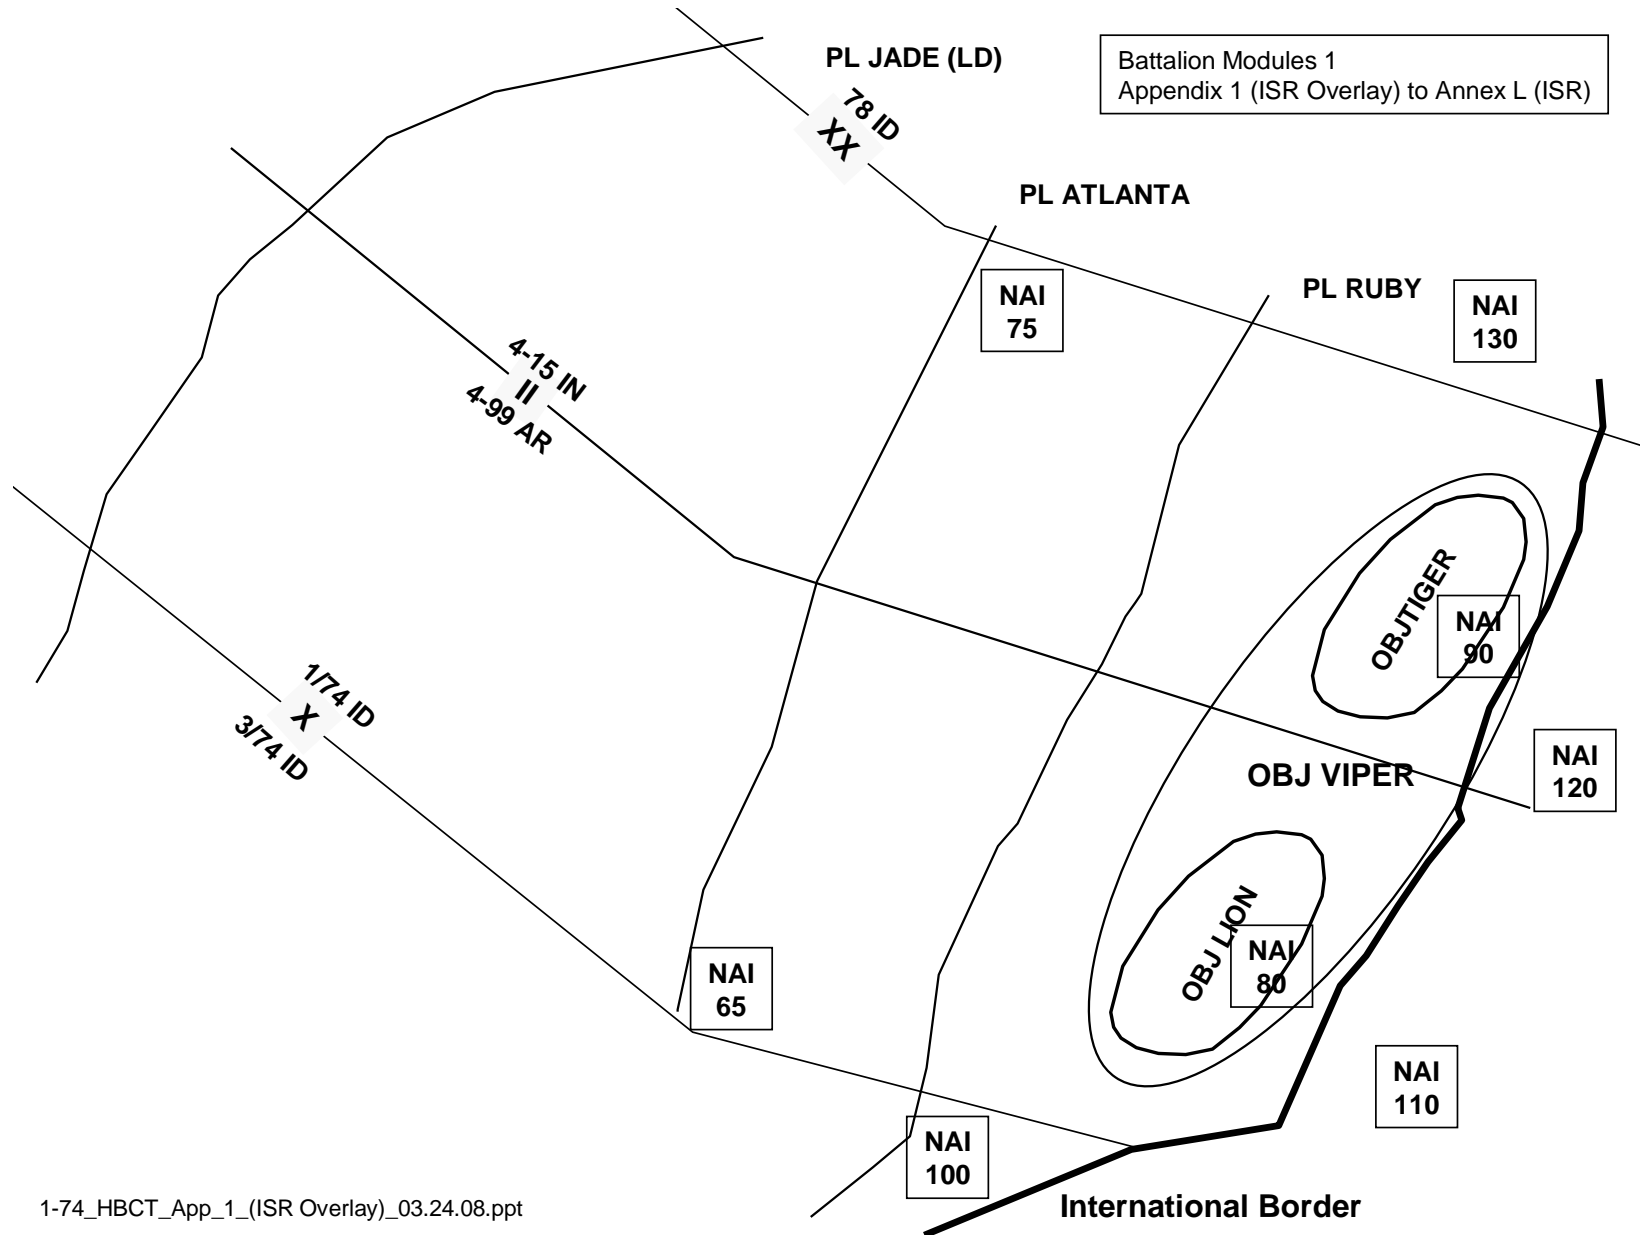 PL JADE (LD)
Battalion Modules 1
Appendix 1 (ISR Overlay) to Annex L (ISR)
78 ID
XX
PL ATLANTA
NAI
75
PL RUBY
NAI
130
4-15 IN
II
4-99 AR
OBJTIGER
NAI
90
1/74 ID
X
3/74 ID
OBJ VIPER
NAI
120
OBJ LION
NAI
80
NAI
65
NAI
110
NAI
100
International Border
1-74_HBCT_App_1_(ISR Overlay)_03.24.08.ppt